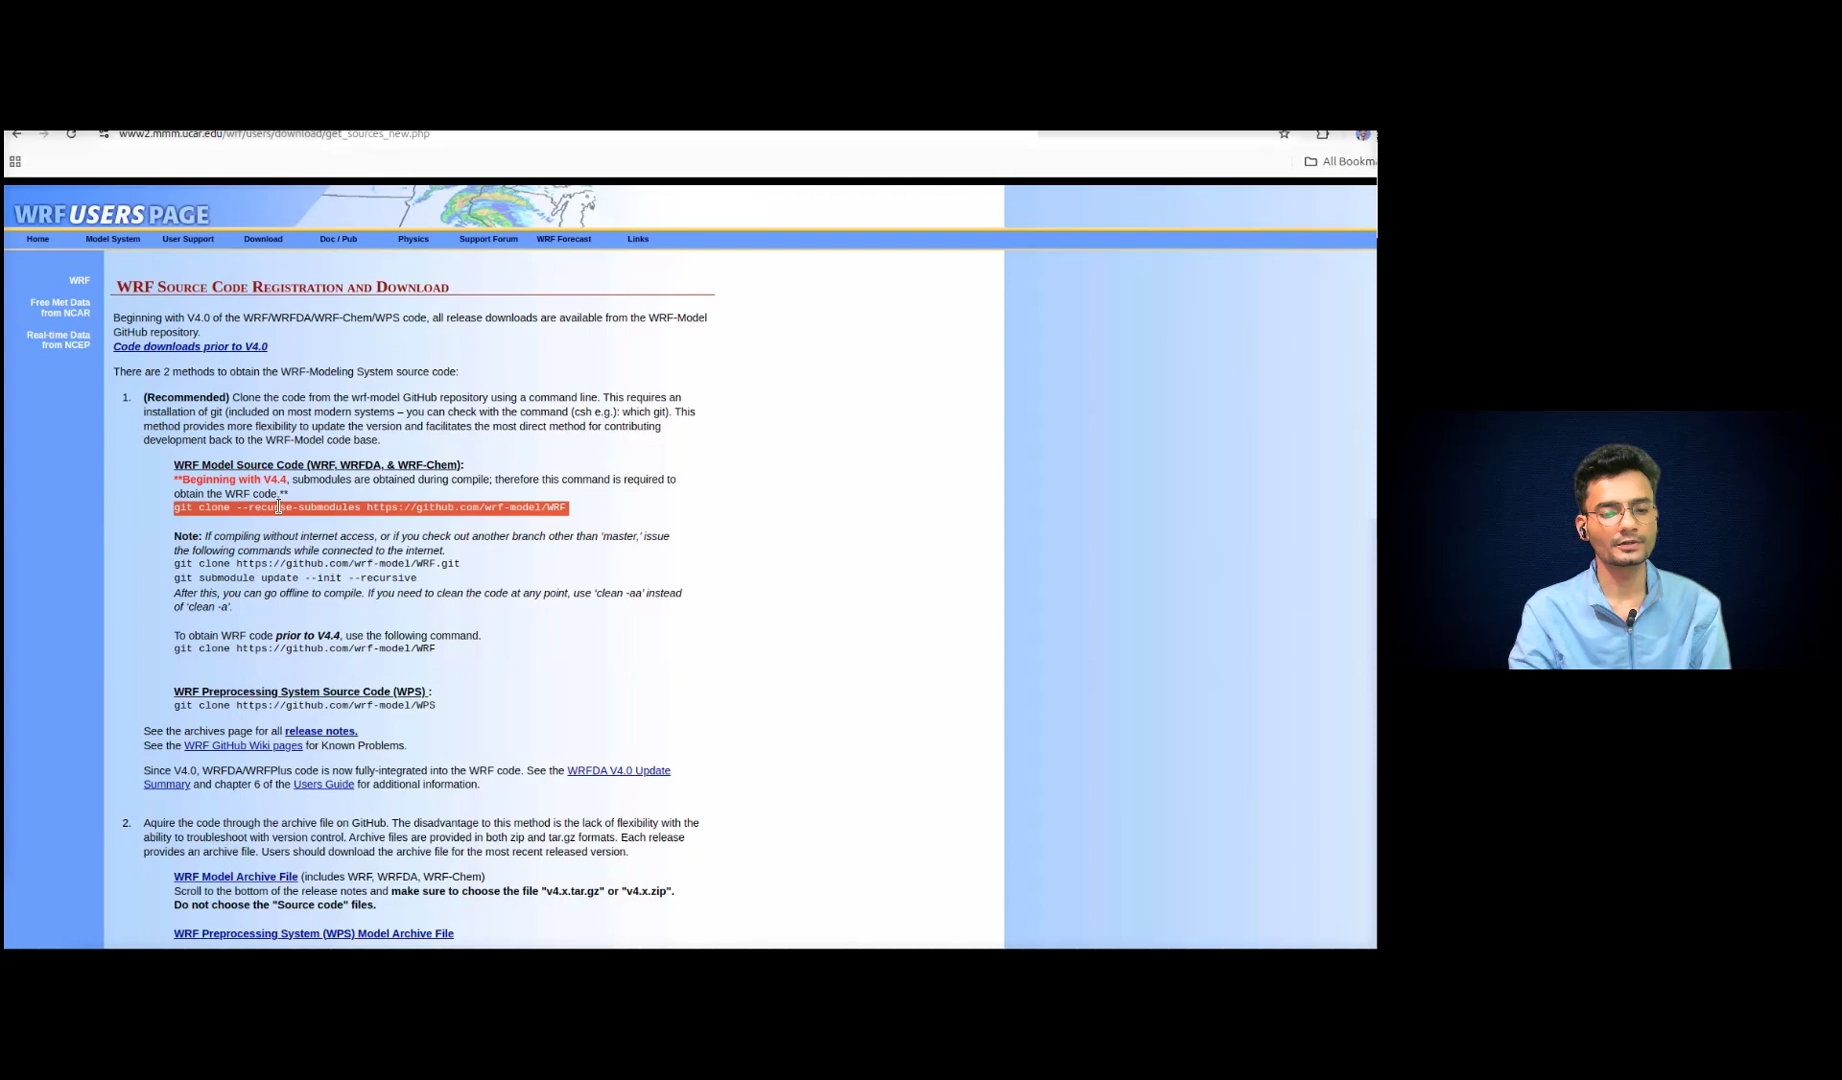 www2.mmm.ucar.edu/wrf/users/download/get_sources_new.php
All Bookm
WRF USERS PAGE
Home Model System User Support Download Doc / Pub Physics Support Forum WRF Forecast Links
WRF
Free Met Data
from NCAR
Real-time Data
from NCEP
WRF Source Code Registration and Download
Beginning with V4.0 of the WRF/WRFDA/WRF-Chem/WPS code, all release downloads are available from the WRF-Model
GitHub repository.
Code downloads prior to V4.0
There are 2 methods to obtain the WRF-Modeling System source code:
1. (Recommended) Clone the code from the wrf-model GitHub repository using a command line. This requires an
installation of git (included on most modern systems – you can check with the command (csh e.g.): which git). This
method provides more flexibility to update the version and facilitates the most direct method for contributing
development back to the WRF-Model code base.
WRF Model Source Code (WRF, WRFDA, & WRF-Chem):
**Beginning with V4.4, submodules are obtained during compile; therefore this command is required to
obtain the WRF code.**
git clone --recurse-submodules https://github.com/wrf-model/WRF
Note: If compiling without internet access, or if you check out another branch other than ‘master,’ issue
the following commands while connected to the internet.
git clone https://github.com/wrf-model/WRF.git
git submodule update --init --recursive
After this, you can go offline to compile. If you need to clean the code at any point, use ‘clean -aa’ instead
of ‘clean -a’.
To obtain WRF code prior to V4.4, use the following command.
git clone https://github.com/wrf-model/WRF
WRF Preprocessing System Source Code (WPS) :
git clone https://github.com/wrf-model/WPS
See the archives page for all release notes.
See the WRF GitHub Wiki pages for Known Problems.
Since V4.0, WRFDA/WRFPlus code is now fully-integrated into the WRF code. See the WRFDA V4.0 Update
Summary and chapter 6 of the Users Guide for additional information.
2. Aquire the code through the archive file on GitHub. The disadvantage to this method is the lack of flexibility with the
ability to troubleshoot with version control. Archive files are provided in both zip and tar.gz formats. Each release
provides an archive file. Users should download the archive file for the most recent released version.
WRF Model Archive File (includes WRF, WRFDA, WRF-Chem)
Scroll to the bottom of the release notes and make sure to choose the file "v4.x.tar.gz" or "v4.x.zip".
Do not choose the "Source code" files.
WRF Preprocessing System (WPS) Model Archive File